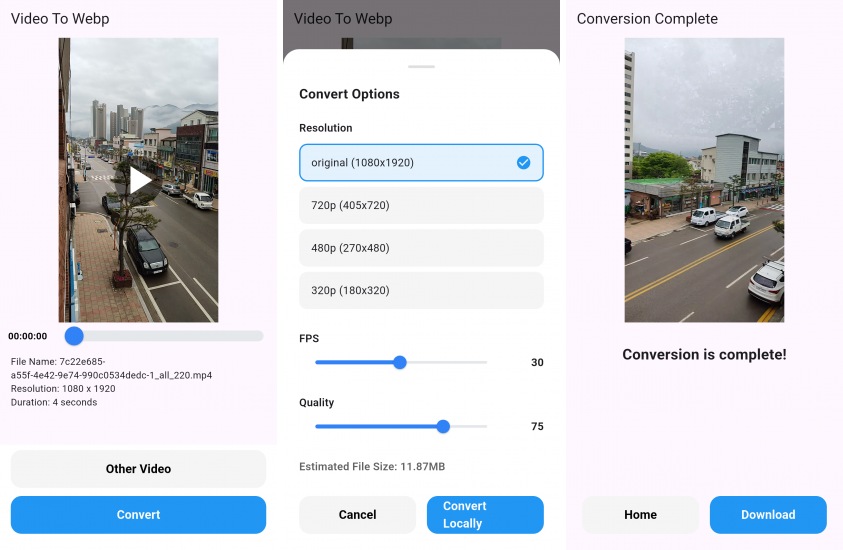 Video To Webp
00:00:00
File Name: 7c22e685-
a55f-4e42-9e74-990c0534dedc-1_all_220.mp4
Resolution: 1080 x 1920
Duration: 4 seconds
Other Video
Convert
Video To Webp
Convert Options
Resolution
original (1080x1920)
720p (405x720)
480p (270x480)
320p (180x320)
FPS
30
Quality
75
Estimated File Size: 11.87MB
Cancel
Convert
Locally
Conversion Complete
Conversion is complete!
Home
Download